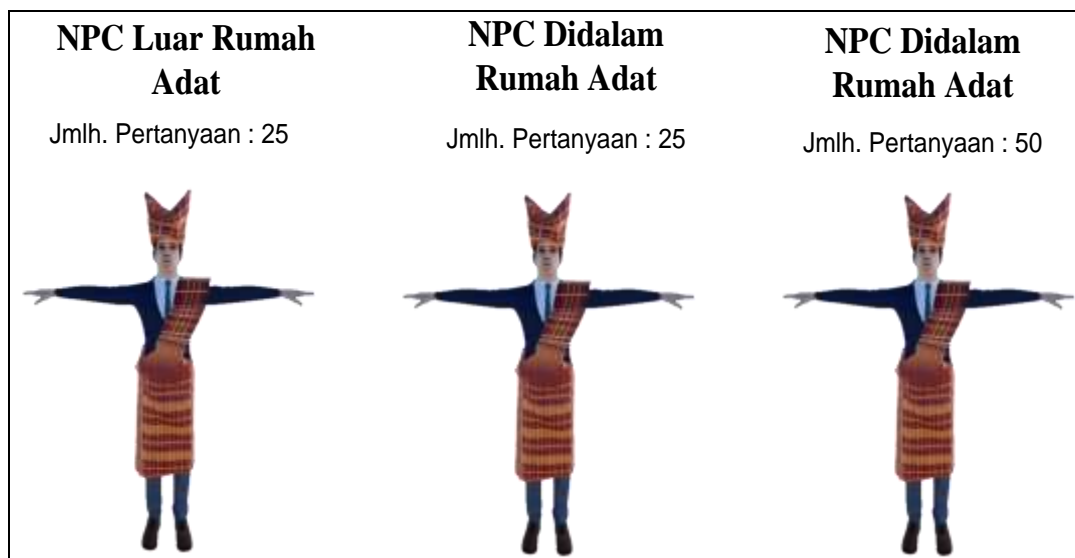 NPC Luar Rumah
Adat
Jmlh. Pertanyaan : 25
NPC Didalam
Rumah Adat
Jmlh. Pertanyaan : 25
NPC Didalam
Rumah Adat
Jmlh. Pertanyaan : 50